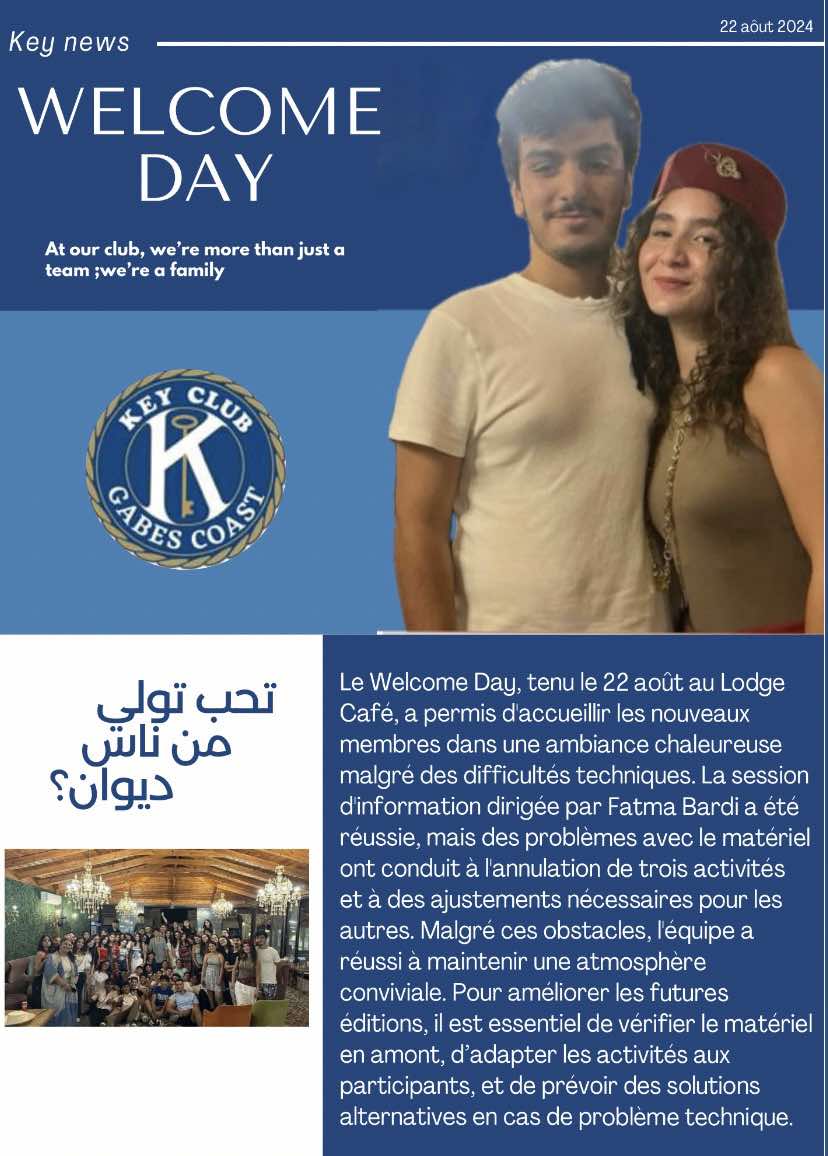 22 aôut 2024
Key news
WELCOME
DAY
At our club, we’re more than just a
team ;we’re a family
KEY CLUB
K
GABES COAST
تحب تولي
من ناس
ديوان؟
Le Welcome Day, tenu le 22 août au Lodge
Café, a permis d'accueillir les nouveaux
membres dans une ambiance chaleureuse
malgré des difficultés techniques. La session
d'information dirigée par Fatma Bardi a été
réussie, mais des problèmes avec le matériel
ont conduit à l'annulation de trois activités
et à des ajustements nécessaires pour les
autres. Malgré ces obstacles, l'équipe a
réussi à maintenir une atmosphère
conviviale. Pour améliorer les futures
éditions, il est essentiel de vérifier le matériel
en amont, d’adapter les activités aux
participants, et de prévoir des solutions
alternatives en cas de problème technique.